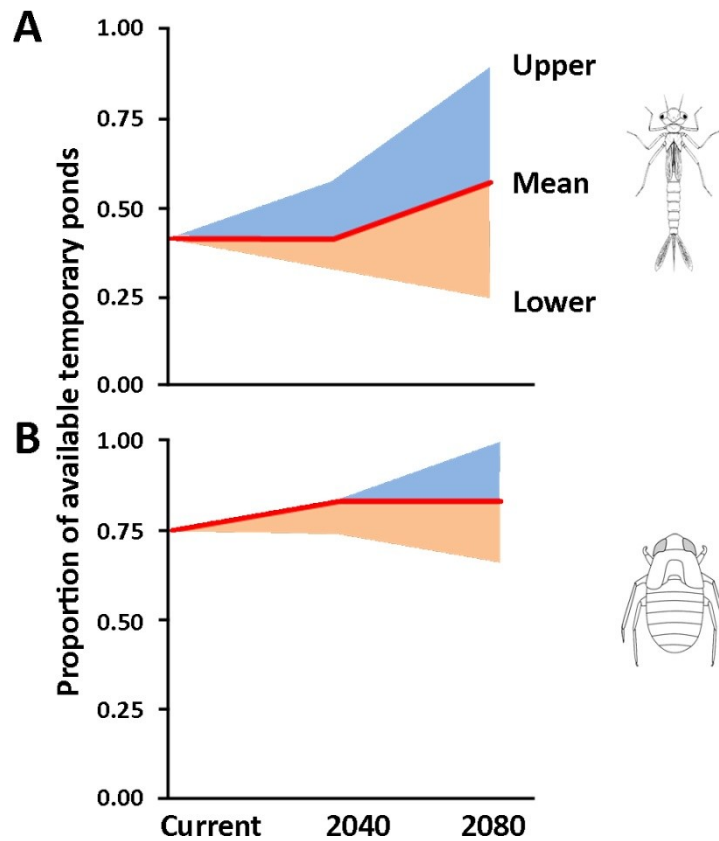 A
1.00
0.75
0.50
0.25
0.00
Upper
Mean
Lower
Proportion of available temporary ponds
B
1.00
0.75
0.50
0.25
0.00
Current 2040 2080